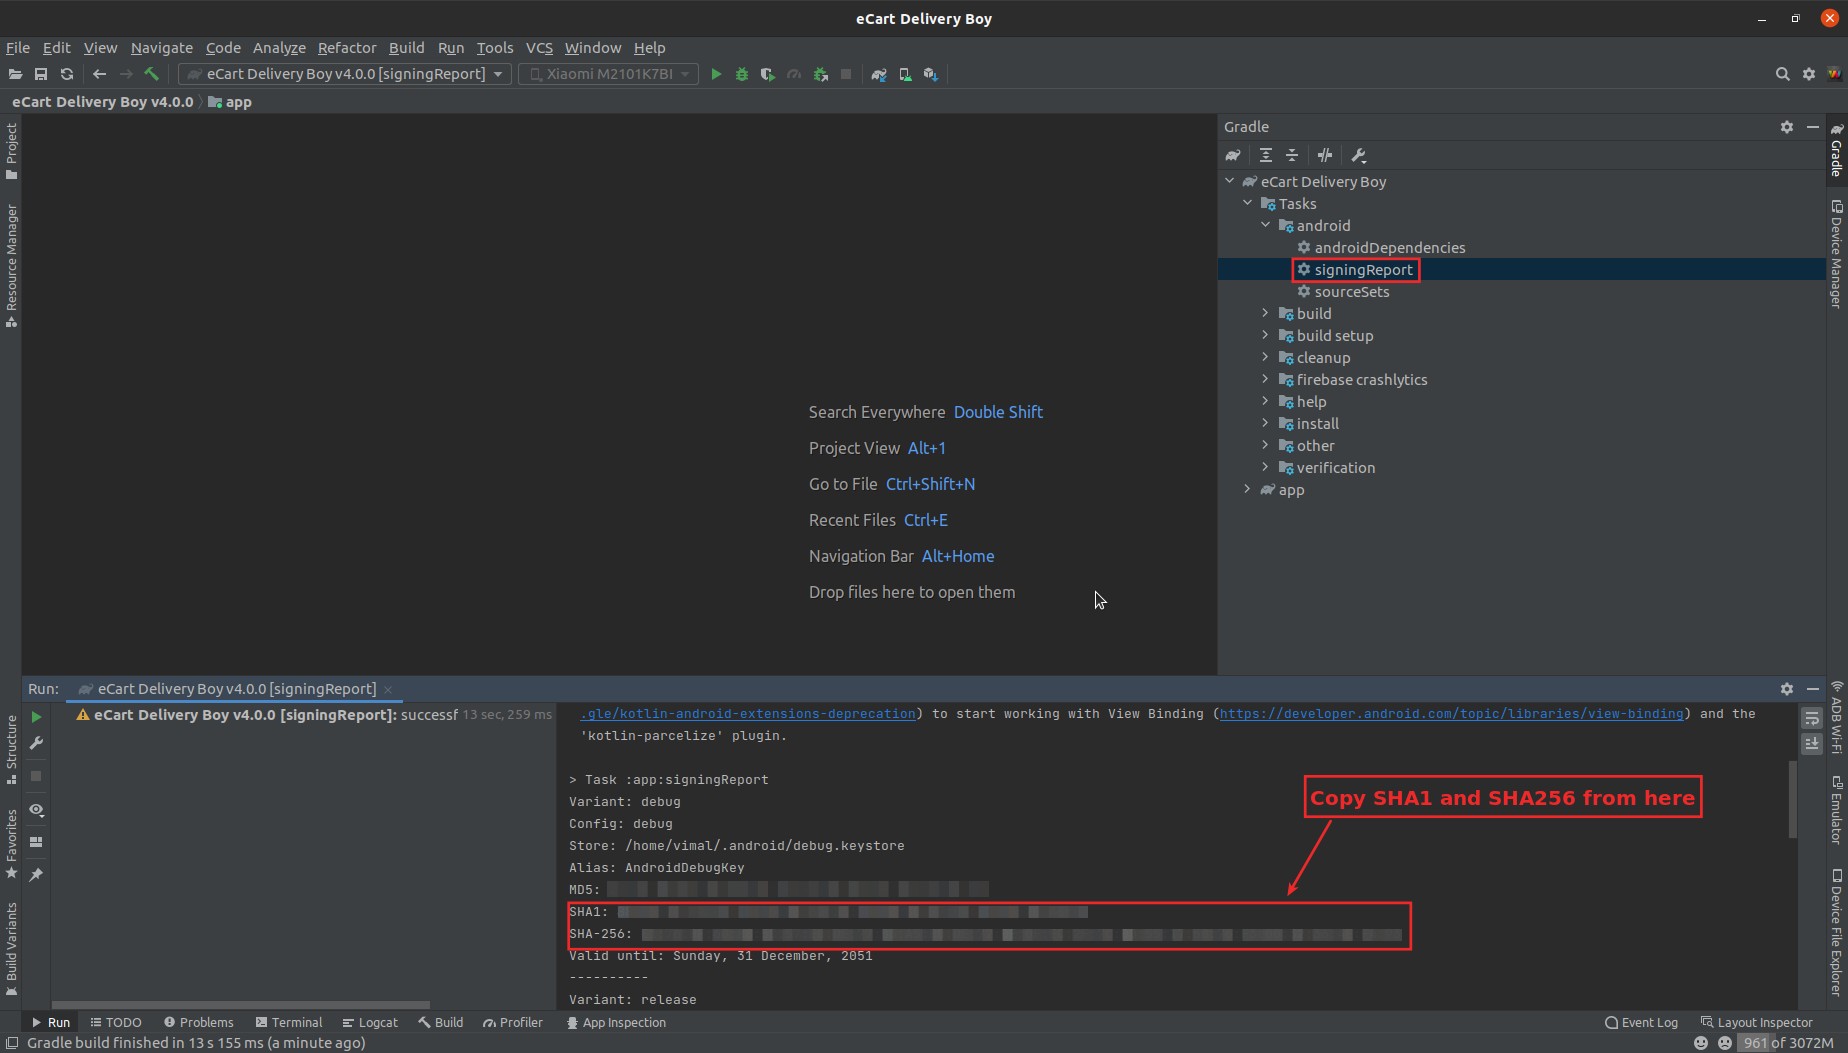 eCart Delivery Boy
File Edit View Navigate Code Analyze Refactor Build Run Tools VCS Window Help
eCart Delivery Boy v4.0.0 [signingReport] Xiaomi M2101K7BI
eCart Delivery Boy v4.0.0 app
Project
Resource Manager
Structure
Favorites
Build Variants
Search Everywhere Double Shift
Project View Alt+1
Go to File Ctrl+Shift+N
Recent Files Ctrl+E
Navigation Bar Alt+Home
Drop files here to open them
Gradle
eCart Delivery Boy
Tasks
android
androidDependencies
signingReport
sourceSets
build
build setup
cleanup
firebase crashlytics
help
install
other
verification
app
Gradle
Device Manager
ADB Wi-Fi
Emulator
Device File Explorer
Run: eCart Delivery Boy v4.0.0 [signingReport]
eCart Delivery Boy v4.0.0 [signingReport]: successf 13 sec, 259 ms
.gle/kotlin-android-extensions-deprecation) to start working with View Binding (https://developer.android.com/topic/libraries/view-binding) and the
'kotlin-parcelize' plugin.
> Task :app:signingReport
Variant: debug
Config: debug
Store: /home/vimal/.android/debug.keystore
Alias: AndroidDebugKey
MD5:
SHA1:
SHA-256:
Valid until: Sunday, 31 December, 2051
----------
Variant: release
Copy SHA1 and SHA256 from here
Run TODO Problems Terminal Logcat Build Profiler App Inspection Event Log Layout Inspector
Gradle build finished in 13 s 155 ms (a minute ago) 961 of 3072M